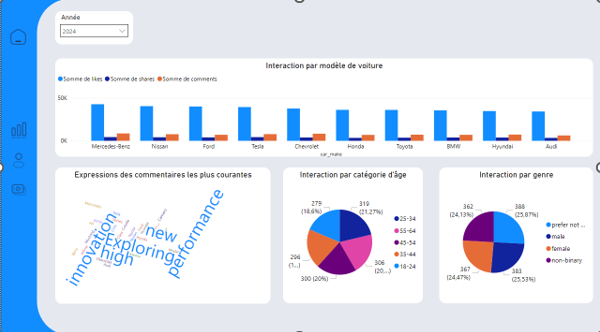 Année
2024
Interaction par modèle de voiture
Somme de likes Somme de shares Somme de comments
50K
0K
Mercedes-Benz Nissan Ford Tesla Chevrolet Honda Toyota BMW Hyundai Audi
car_make
Expressions des commentaires les plus courantes
innovation
Exploring
new
high
performance
Interaction par catégorie d'âge
279
(18,6%)
319
(21,27%)
306
(20,...)
300 (20%)
296
(1...)
25-34
55-64
45-54
35-44
18-24
Interaction par genre
362
(24,13%)
388
(25,87%)
367
(24,47%)
383
(25,53%)
prefer not ...
male
female
non-binary